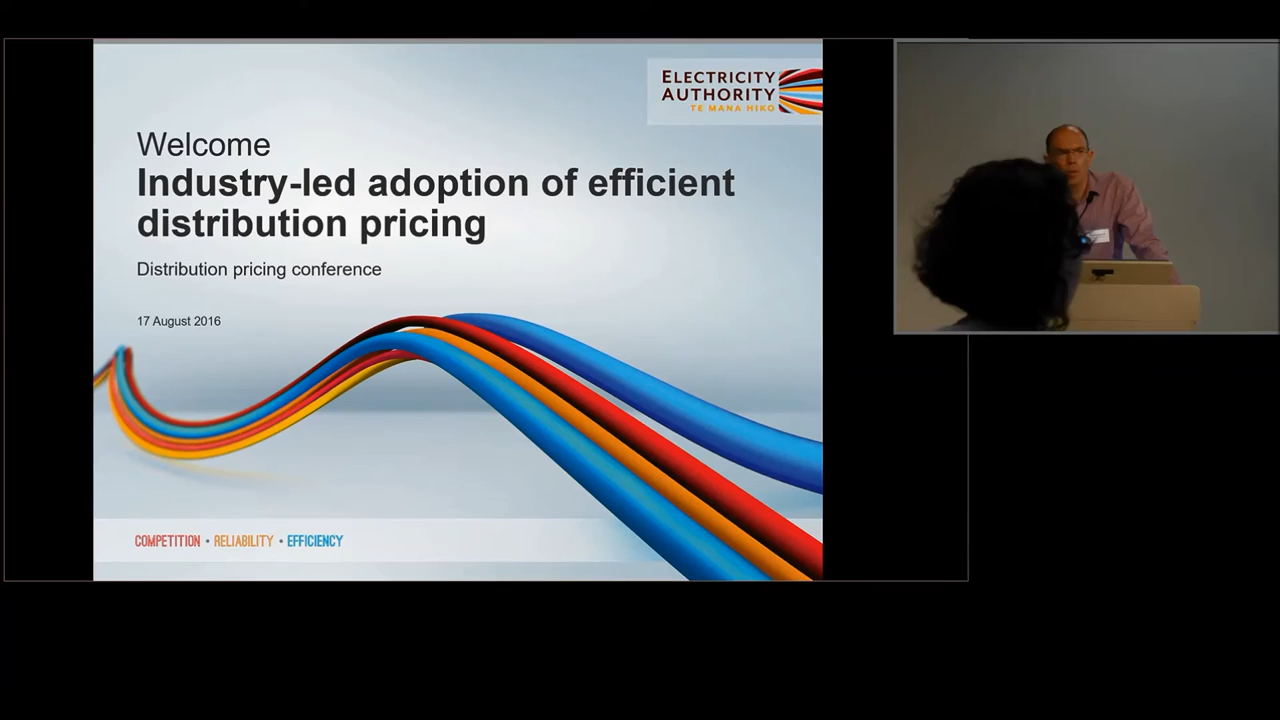 ELECTRICITY
AUTHORITY
TE MANA HIKO
Welcome
Industry-led adoption of efficient
distribution pricing
Distribution pricing conference
17 August 2016
COMPETITION • RELIABILITY • EFFICIENCY